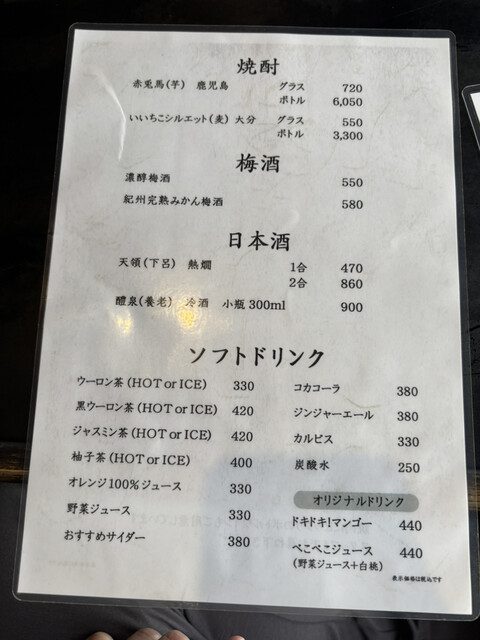 焼酎
赤兎馬(芋) 鹿児島 グラス 720
ボトル 6,050
いいちこシルエット(麦) 大分 グラス 550
ボトル 3,300
梅酒
濃醇梅酒 550
紀州完熟みかん梅酒 580
日本酒
天領(下呂) 熱燗 1合 470
2合 860
醴泉(養老) 冷酒 小瓶 300ml 900
ソフトドリンク
ウーロン茶 (HOT or ICE) 330
黒ウーロン茶 (HOT or ICE) 420
ジャスミン茶 (HOT or ICE) 420
柚子茶 (HOT or ICE) 400
オレンジ100%ジュース 330
野菜ジュース 330
おすすめサイダー 380
コカコーラ 380
ジンジャーエール 380
カルピス 330
炭酸水 250
オリジナルドリンク
ドキドキ!マンゴー 440
ぺこぺこジュース 440
(野菜ジュース+白桃)
表示価格は税込です